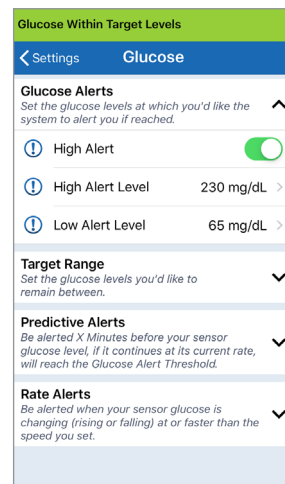 Glucose Within Target Levels
Settings Glucose
Glucose Alerts
Set the glucose levels at which you'd like the
system to alert you if reached.
High Alert
High Alert Level 230 mg/dL
Low Alert Level 65 mg/dL
Target Range
Set the glucose levels you'd like to
remain between.
Predictive Alerts
Be alerted X Minutes before your sensor
glucose level, if it continues at its current rate,
will reach the Glucose Alert Threshold.
Rate Alerts
Be alerted when your sensor glucose is
changing (rising or falling) at or faster than the
speed you set.